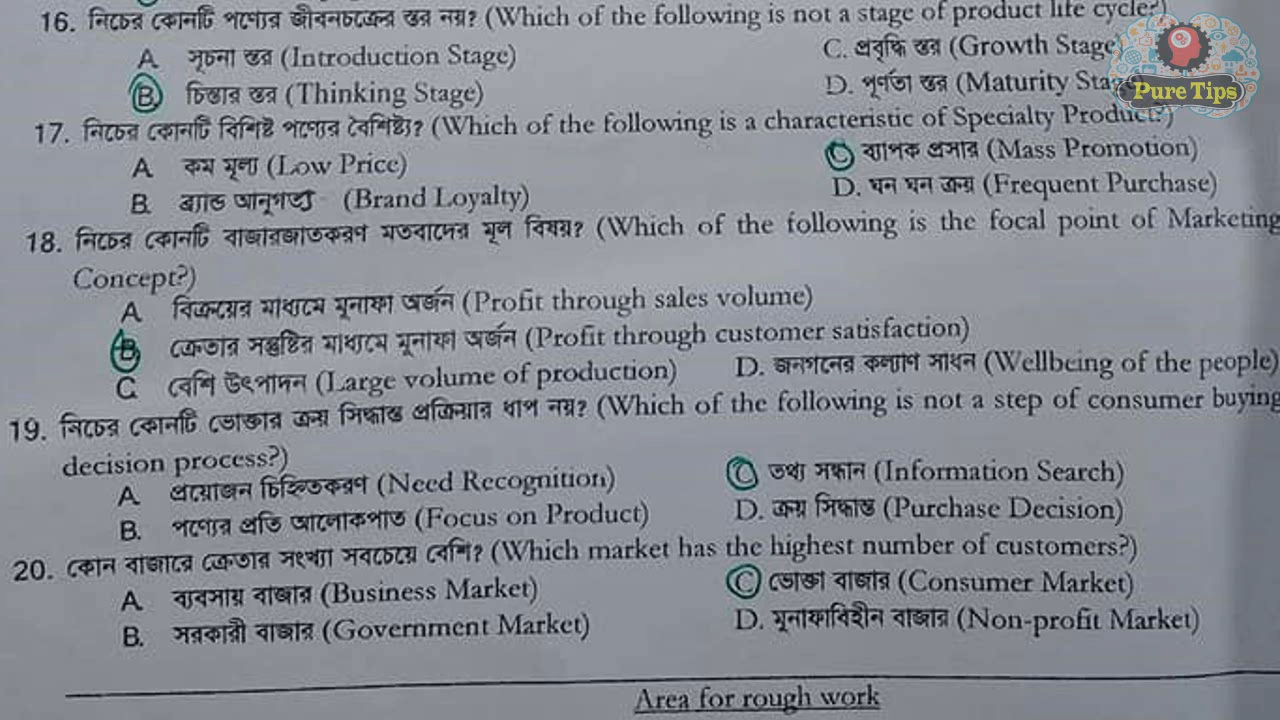 16. নিচের কোনটি পণ্যের জীবনচক্রের স্তর নয়? (Which of the following is not a stage of product life cycle?)
A সূচনা স্তর (Introduction Stage) C. প্রবৃদ্ধি স্তর (Growth Stage)
B. চিন্তার স্তর (Thinking Stage) D. পূর্ণতা স্তর (Maturity Stage
Pure Tips
17. নিচের কোনটি বিশিষ্ট পণ্যের বৈশিষ্ট্য? (Which of the following is a characteristic of Specialty Product?)
A কম মূল্য (Low Price) C ব্যাপক প্রসার (Mass Promotion)
B. ব্র্যান্ড আনুগত্য (Brand Loyalty) D. ঘন ঘন ক্রয় (Frequent Purchase)
18. নিচের কোনটি বাজারজাতকরণ মতবাদের মূল বিষয়? (Which of the following is the focal point of Marketing
Concept?)
A বিক্রয়ের মাধ্যমে মূনাফা অর্জন (Profit through sales volume)
B ক্রেতার সন্তুষ্টির মাধ্যমে মূনাফা অর্জন (Profit through customer satisfaction)
C বেশি উৎপাদন (Large volume of production) D. জনগনের কল্যাণ সাধন (Wellbeing of the people)
19. নিচের কোনটি ভোক্তার ক্রয় সিদ্ধান্ত প্রক্রিয়ার ধাপ নয়? (Which of the following is not a step of consumer buying
decision process?)
A প্রয়োজন চিহ্নিতকরণ (Need Recognition) C তথ্য সন্ধান (Information Search)
B. পণ্যের প্রতি আলোকপাত (Focus on Product) D. ক্রয় সিদ্ধান্ত (Purchase Decision)
20. কোন বাজারে ক্রেতার সংখ্যা সবচেয়ে বেশি? (Which market has the highest number of customers?)
A ব্যবসায় বাজার (Business Market) C ভোক্তা বাজার (Consumer Market)
B. সরকারী বাজার (Government Market) D. মূনাফাবিহীন বাজার (Non-profit Market)
Area for rough work